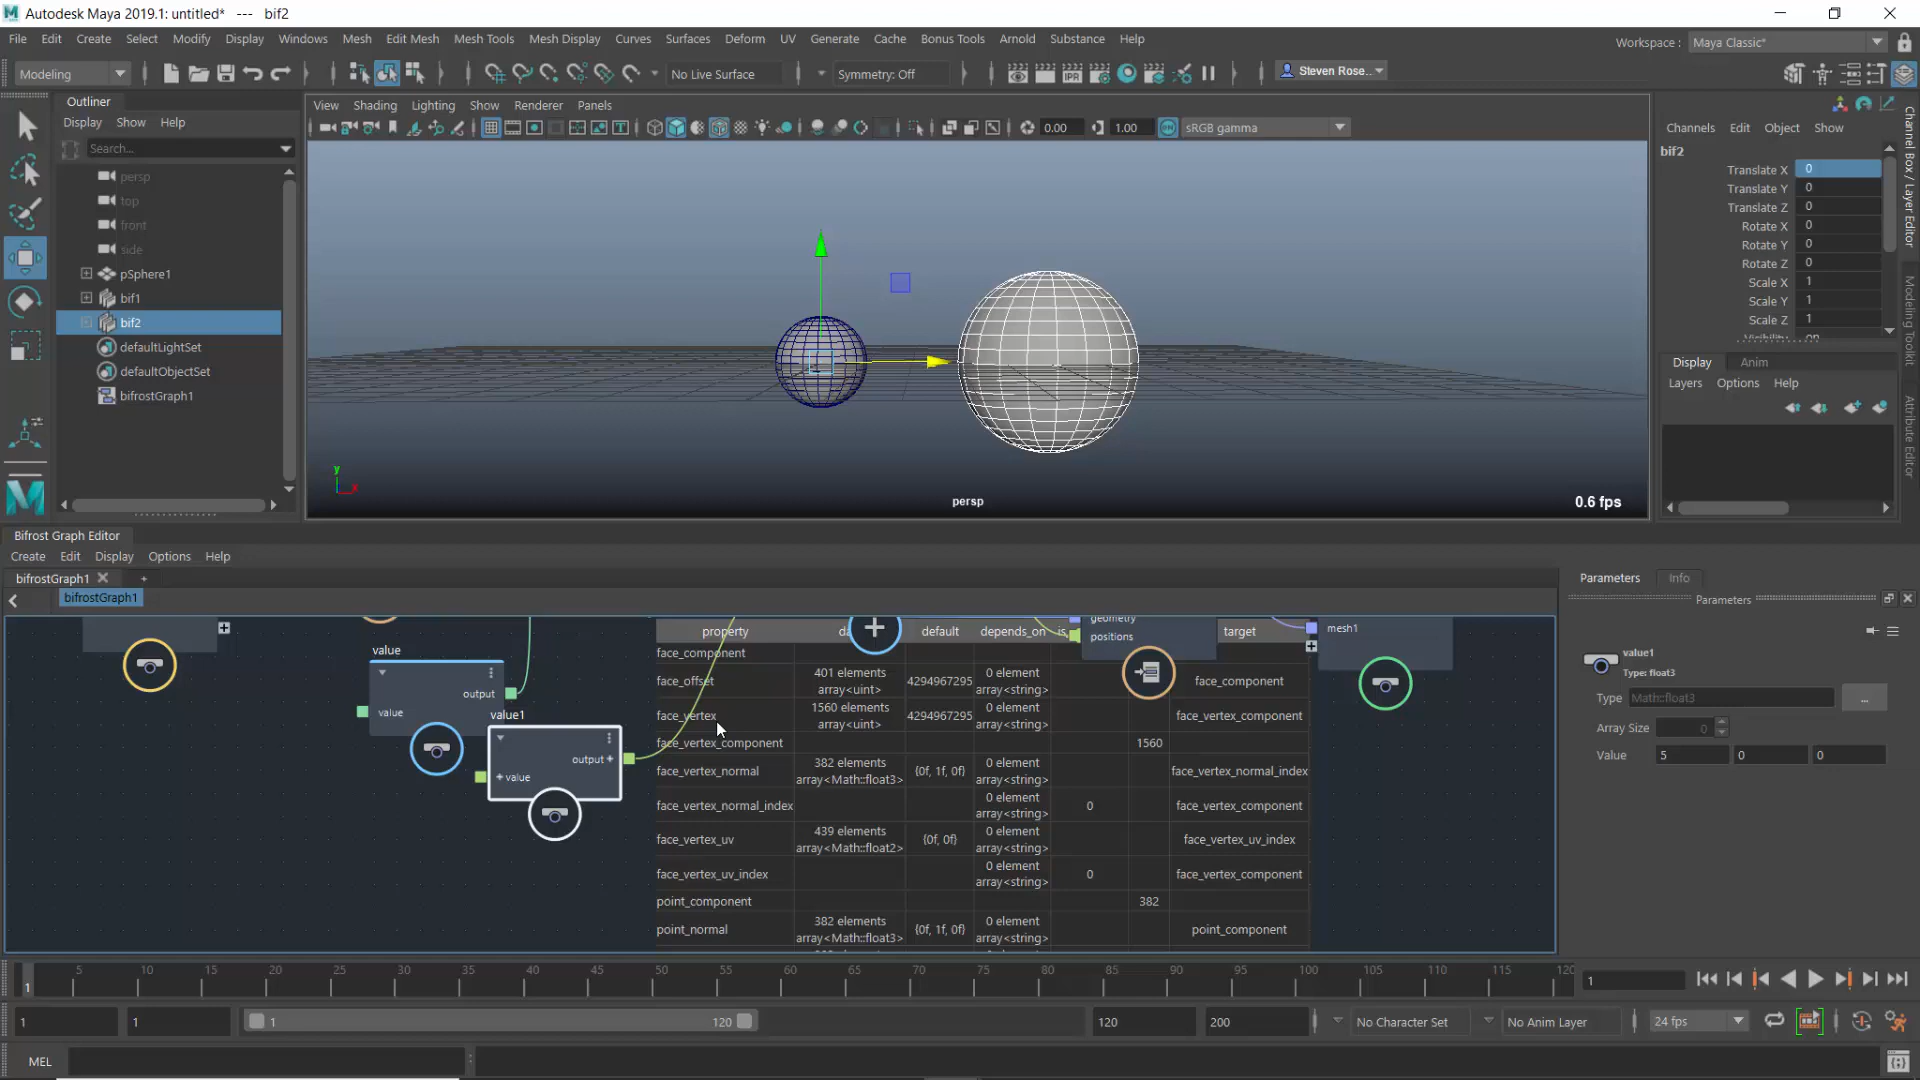 Autodesk Maya 2019.1: untitled* --- bif2
File Edit Create Select Modify Display Windows Mesh Edit Mesh Mesh Tools Mesh Display Curves Surfaces Deform UV Generate Cache Bonus Tools Arnold Substance Help
Workspace : Maya Classic*
Modeling No Live Surface Symmetry: Off IPR Steven Rose..
Outliner
Display Show Help
Search...
persp
top
front
side
pSphere1
bif1
bif2
defaultLightSet
defaultObjectSet
bifrostGraph1
View Shading Lighting Show Renderer Panels
0.00 1.00 ON sRGB gamma
y
x
persp
0.6 fps
Channels Edit Object Show
bif2
Translate X 0
Translate Y 0
Translate Z 0
Rotate X 0
Rotate Y 0
Rotate Z 0
Scale X 1
Scale Y 1
Scale Z 1
Visibility on
Display Anim
Layers Options Help
Channel Box / Layer Editor
Modeling Toolkit
Attribute Editor
Bifrost Graph Editor
Create Edit Display Options Help
bifrostGraph1
bifrostGraph1
value
output
value
value1
output
value
property default depends_on target
face_component
face_offset 401 elements array<uint> 4294967295 0 element array<string> face_component
face_vertex 1560 elements array<uint> 4294967295 0 element array<string> face_vertex_component
face_vertex_component 1560
face_vertex_normal 382 elements array<Math::float3> {0f, 1f, 0f} 0 element array<string> face_vertex_normal_index
face_vertex_normal_index 0 element array<string> 0 face_vertex_component
face_vertex_uv 439 elements array<Math::float2> {0f, 0f} 0 element array<string> face_vertex_uv_index
face_vertex_uv_index 0 element array<string> 0 face_vertex_component
point_component 382
point_normal 382 elements array<Math::float3> {0f, 1f, 0f} 0 element array<string> point_component
geometry
positions
mesh1
Parameters Info
Parameters
value1
Type: float3
Type Math::float3 ...
Array Size 0
Value 5 0 0
5 10 15 20 25 30 35 40 45 50 55 60 65 70 75 80 85 90 95 100 105 110 115 120
1
1
1 1 1 120 120 200 No Character Set No Anim Layer 24 fps
MEL